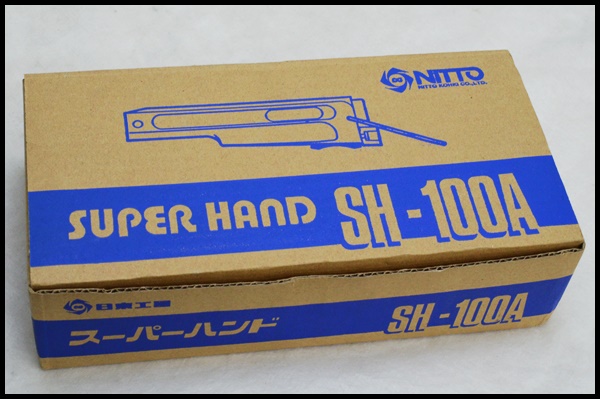 NITTO
NITTO KOHKI CO.,LTD.
SUPER HAND SH-100A
日東工器
スーパーハンド SH-100A